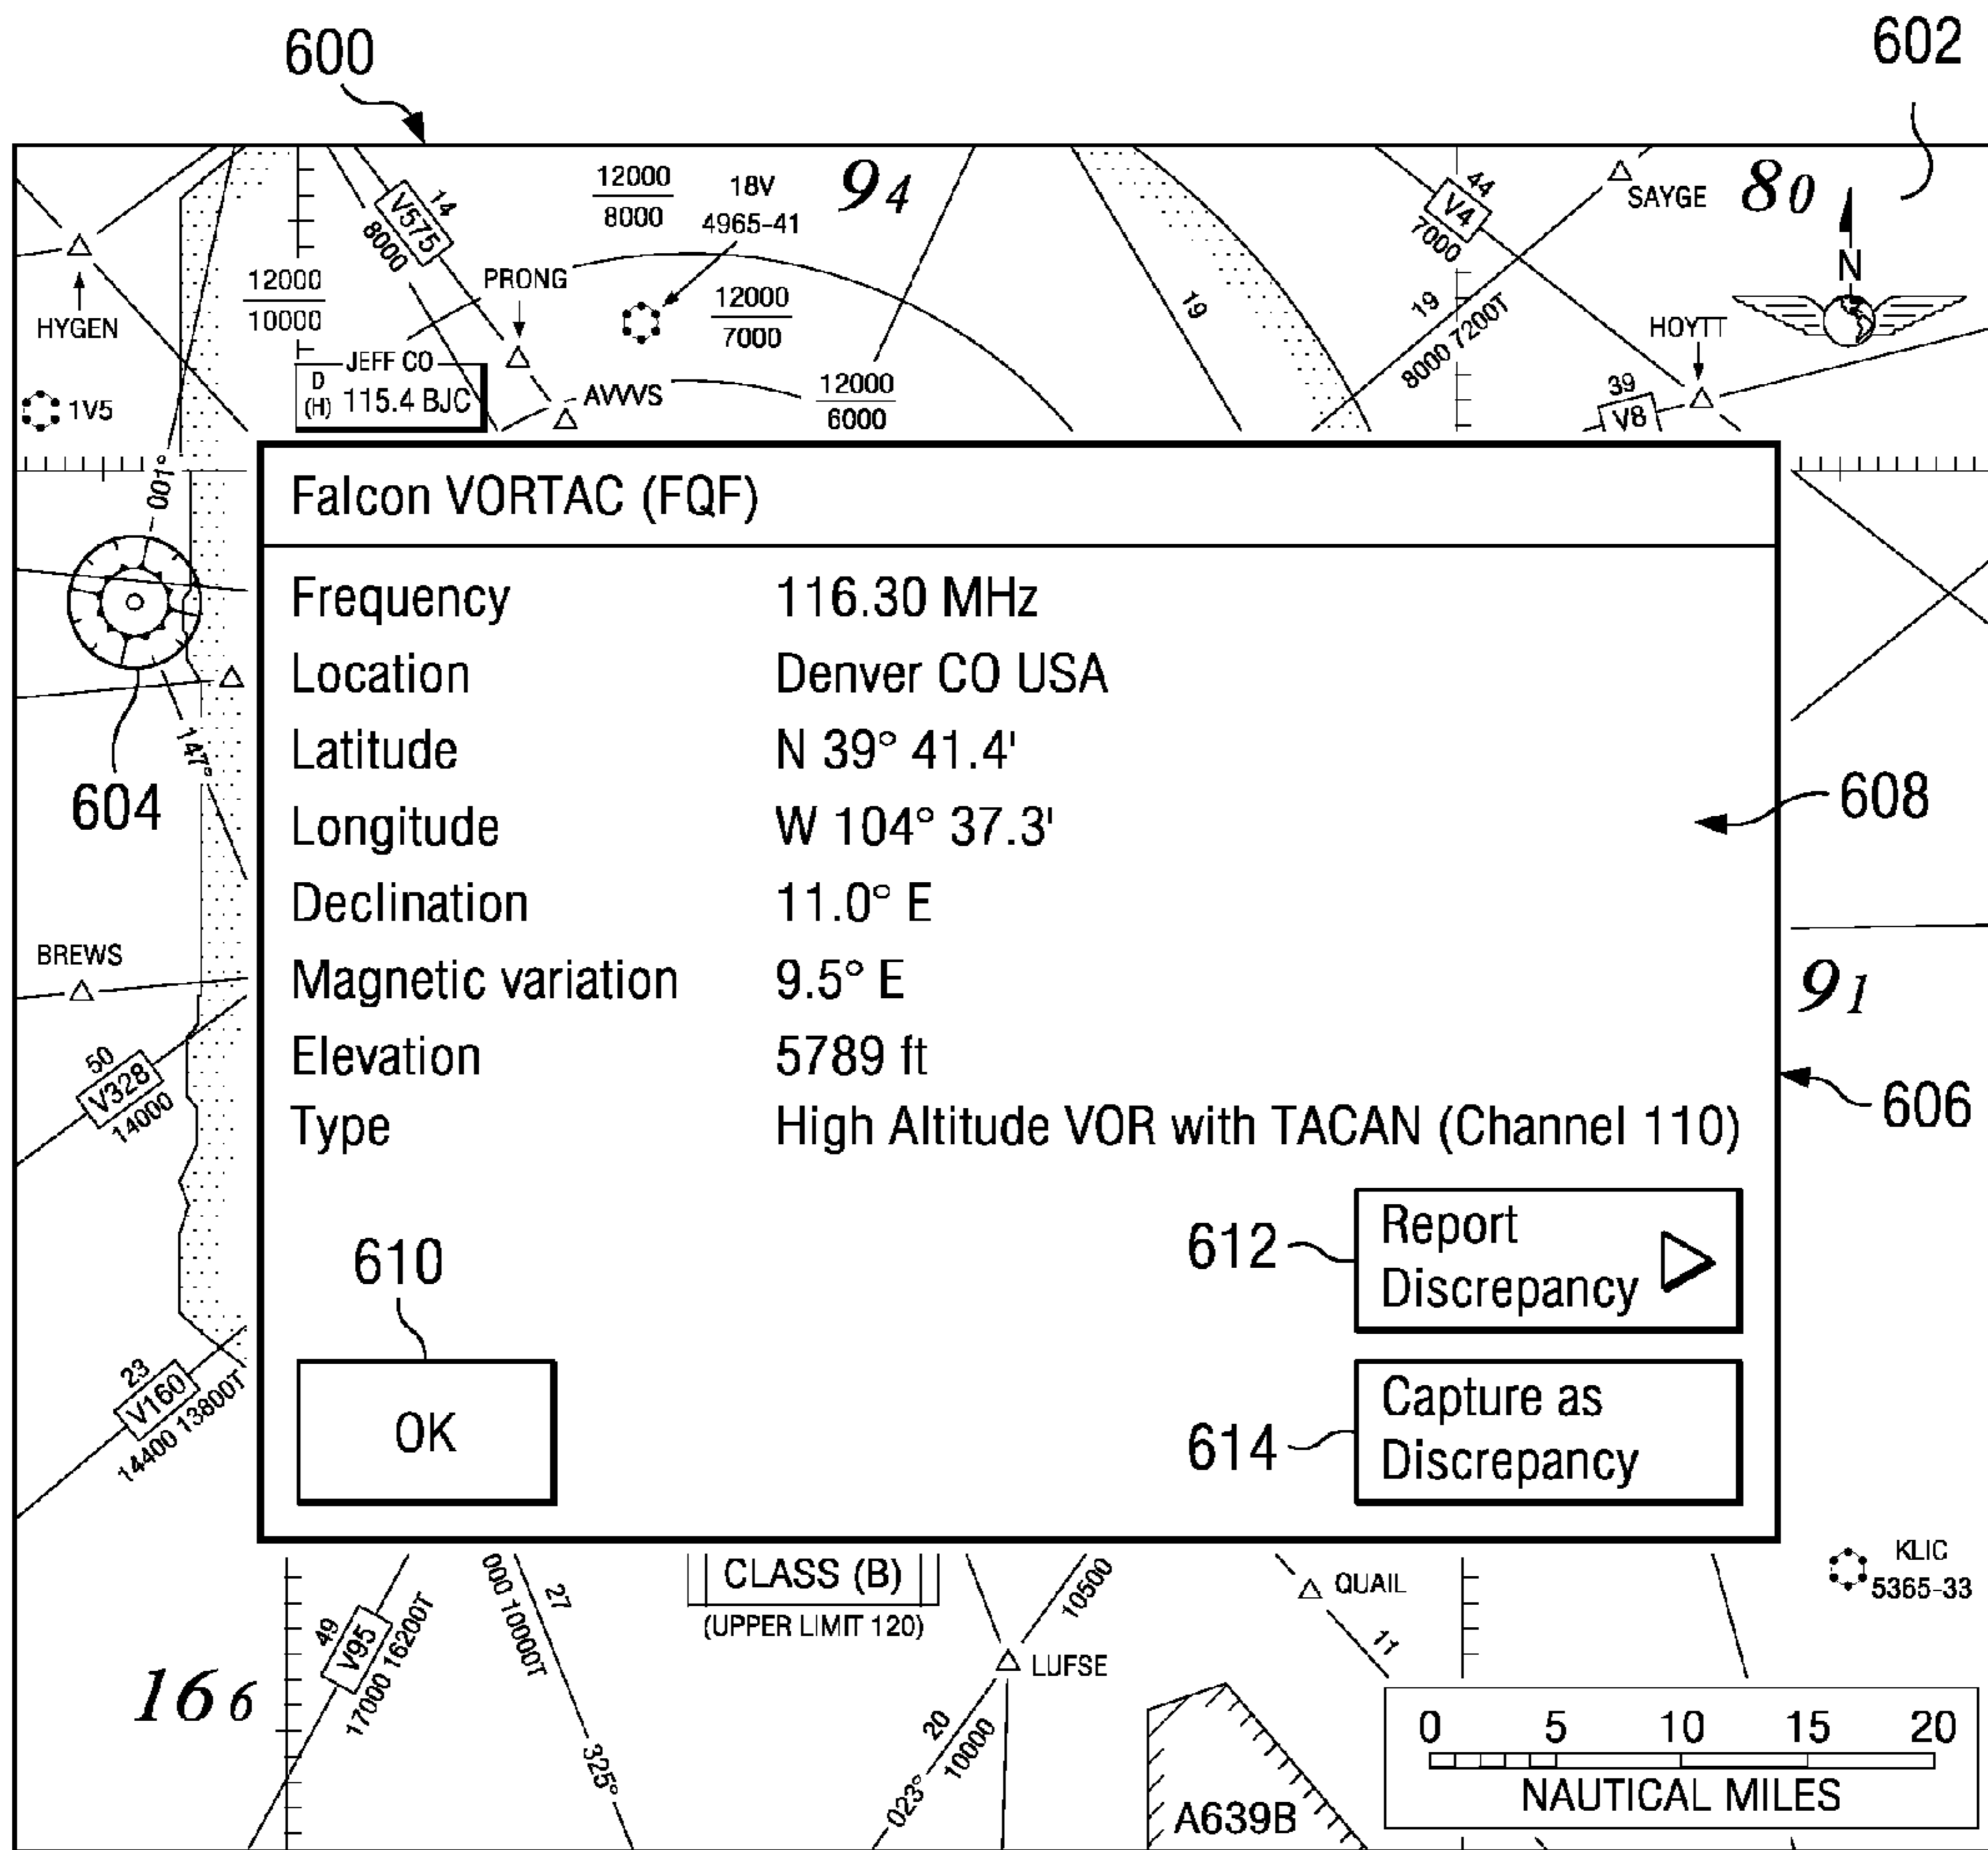 600
602
12000
8000
18V
4965-41
94
14
V575
8000
44
V4
7000
SAYGE
80
N
HYGEN
12000
10000
PRONG
12000
7000
19
19
8000 7200T
HOYTT
JEFF CO
D
(H) 115.4 BJC
AVVVS
12000
6000
39
V8
1V5
001°
Falcon VORTAC (FQF)
Frequency 116.30 MHz
Location Denver CO USA
Latitude N 39° 41.4'
Longitude W 104° 37.3'
Declination 11.0° E
Magnetic variation 9.5° E
Elevation 5789 ft
Type High Altitude VOR with TACAN (Channel 110)
147°
604
608
BREWS
91
50
V328
14000
606
612
Report
Discrepancy
610
OK
614
Capture as
Discrepancy
23
V160
14400 13800T
CLASS (B)
(UPPER LIMIT 120)
49
V95
17000 16200T
27
000 10000T
325°
10500
LUFSE
20
10000
023°
QUAIL
11
KLIC
5365-33
166
A639B
0 5 10 15 20
NAUTICAL MILES